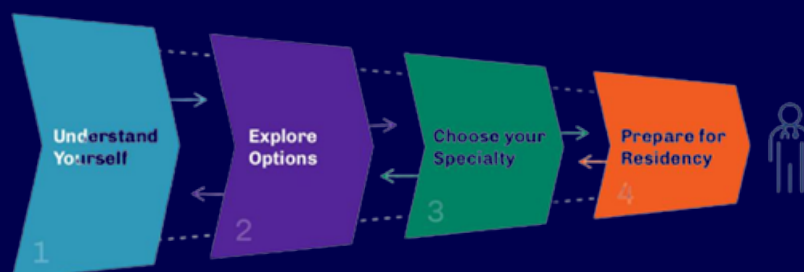 Understand
Yourself
1
Explore
Options
2
Choose your
Specialty
3
Prepare for
Residency
4